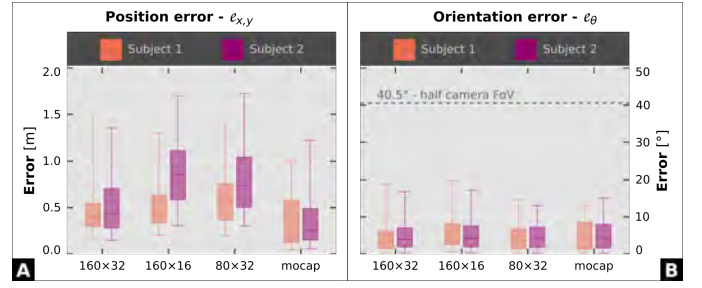 Position error - eₓ,ᵧ
Subject 1
Subject 2
2.0
1.5
1.0
0.5
0.0
Error [m]
160×32
160×16
80×32
mocap
A
Orientation error - e_θ
Subject 1
Subject 2
40.5° - half camera FoV
50
40
30
20
10
0
Error [°]
160×32
160×16
80×32
mocap
B